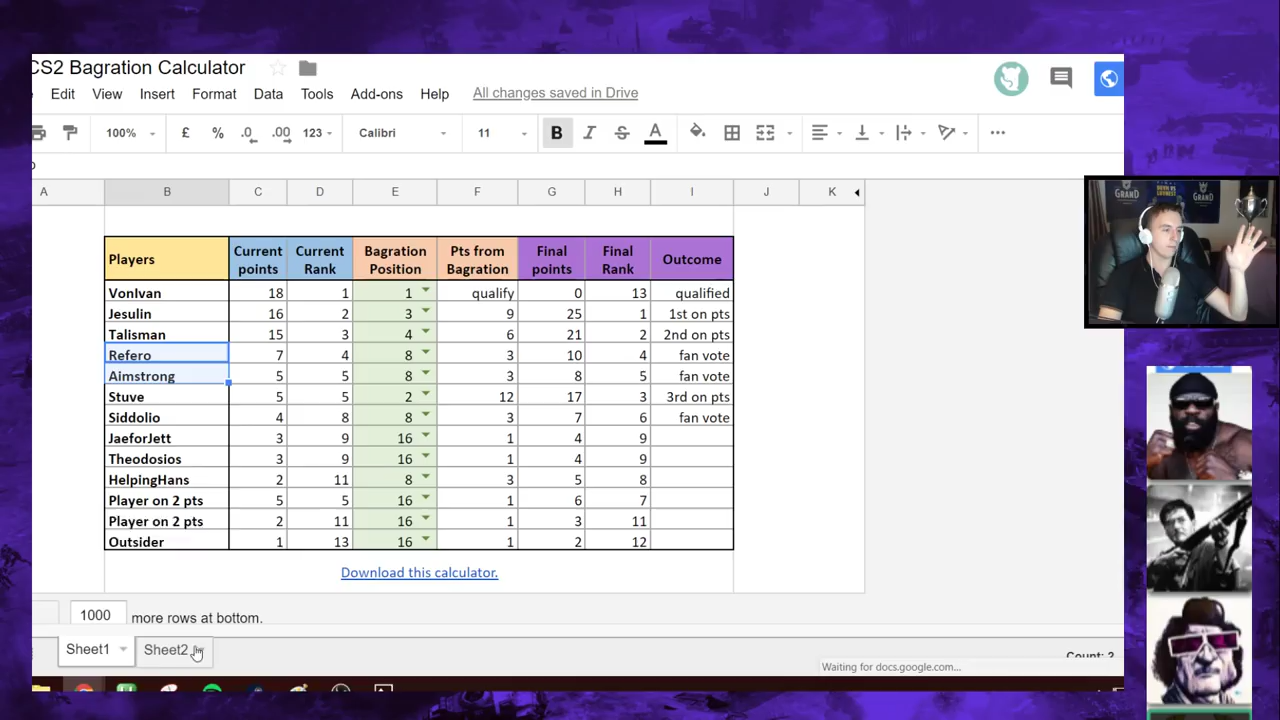 CS2 Bagration Calculator
Edit View Insert Format Data Tools Add-ons Help All changes saved in Drive
100% £ % .0 .00 123 Calibri 11 B I S A
A B C D E F G H I J K
Players Current points Current Rank Bagration Position Pts from Bagration Final points Final Rank Outcome
VonIvan 18 1 1 qualify 0 13 qualified
Jesulin 16 2 3 9 25 1 1st on pts
Talisman 15 3 4 6 21 2 2nd on pts
Refero 7 4 8 3 10 4 fan vote
Aimstrong 5 5 8 3 8 5 fan vote
Stuve 5 5 2 12 17 3 3rd on pts
Siddolio 4 8 8 3 7 6 fan vote
JaeforJett 3 9 16 1 4 9
Theodosios 3 9 16 1 4 9
HelpingHans 2 11 8 3 5 8
Player on 2 pts 5 5 16 1 6 7
Player on 2 pts 2 11 16 1 3 11
Outsider 1 13 16 1 2 12
Download this calculator.
1000 more rows at bottom.
Sheet1 Sheet2
Count: 2
Waiting for docs.google.com...
GRAND
GRAND